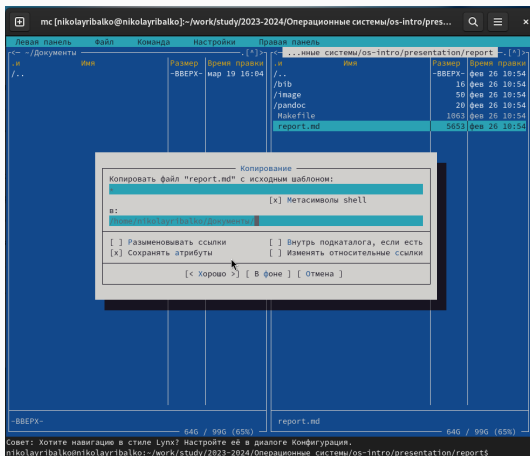 mc [nikolayribalko@nikolayribalko]:~/work/study/2023-2024/Операционные системы/os-intro/pres...
Левая панель Файл Команда Настройки Правая панель
<— ~/Документы .[^]> <— ...нные системы/os-intro/presentation/report .[^]>
.и Имя Размер Время правки .и Имя Размер Время правки
/.. -ВВЕРХ- мар 19 16:04 /.. -ВВЕРХ- фев 26 10:54
/bib 16 фев 26 10:54
/image 50 фев 26 10:54
/pandoc 20 фев 26 10:54
Makefile 1063 фев 26 10:54
report.md 5653 фев 26 10:54
Копирование
Копировать файл "report.md" с исходным шаблоном:
*
[x] Метасимволы shell
в:
/home/nikolayribalko/Документы/
[ ] Разыменовывать ссылки [ ] Внутрь подкаталога, если есть
[x] Сохранять атрибуты [ ] Изменять относительные ссылки
[< Хорошо >] [ В фоне ] [ Отмена ]
-ВВЕРХ- report.md
64G / 99G (65%) 64G / 99G (65%)
Совет: Хотите навигацию в стиле Lynx? Настройте её в диалоге Конфигурация.
nikolayribalko@nikolayribalko:~/work/study/2023-2024/Операционные системы/os-intro/presentation/report$